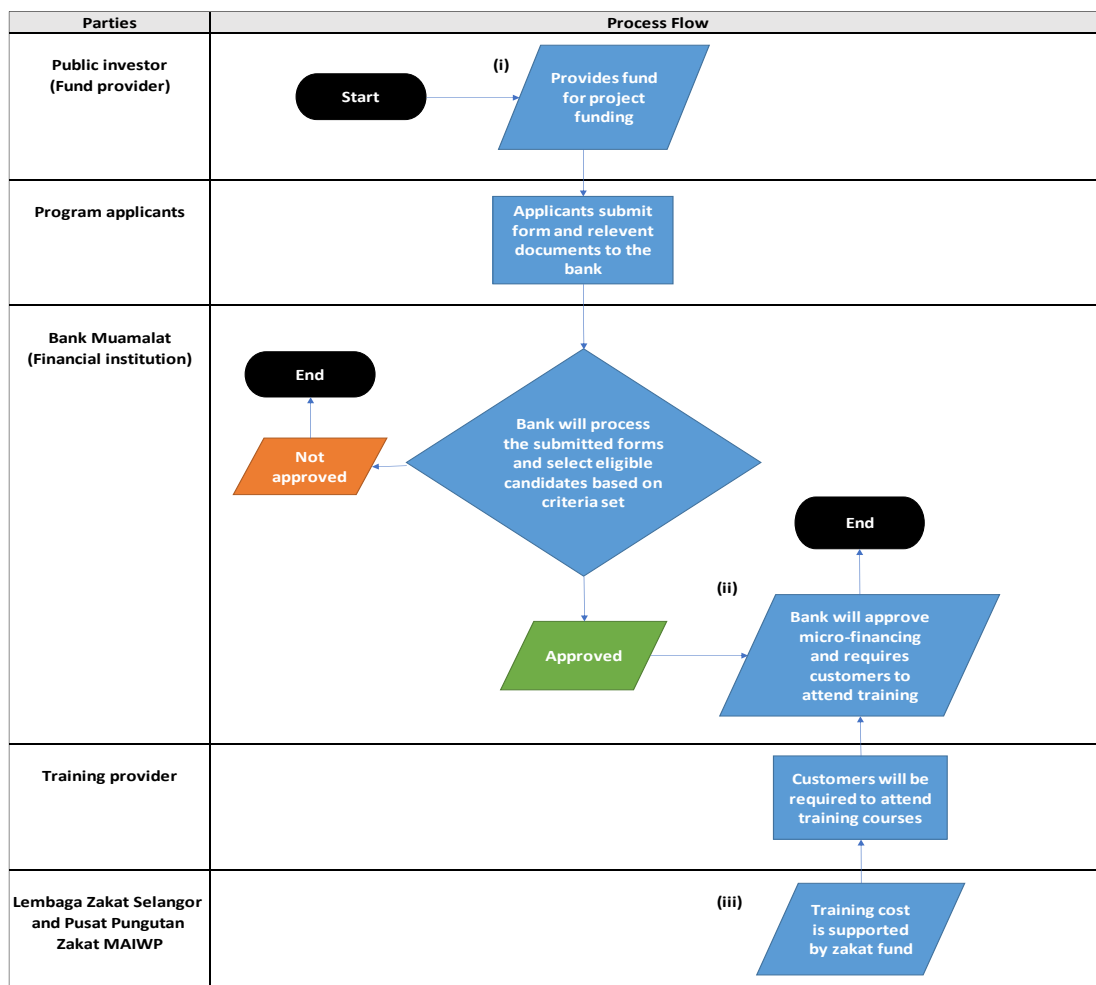 Parties
Process Flow
Public investor
(Fund provider)
Start
(i)
Provides fund
for project
funding
Program applicants
Applicants submit
form and relevent
documents to the
bank
Bank Muamalat
(Financial institution)
End
Not
approved
Bank will process
the submitted forms
and select eligible
candidates based on
criteria set
End
Approved
(ii)
Bank will approve
micro-financing
and requires
customers to
attend training
Training provider
Customers will be
required to attend
training courses
Lembaga Zakat Selangor
and Pusat Pungutan
Zakat MAIWP
(iii)
Training cost
is supported
by zakat fund